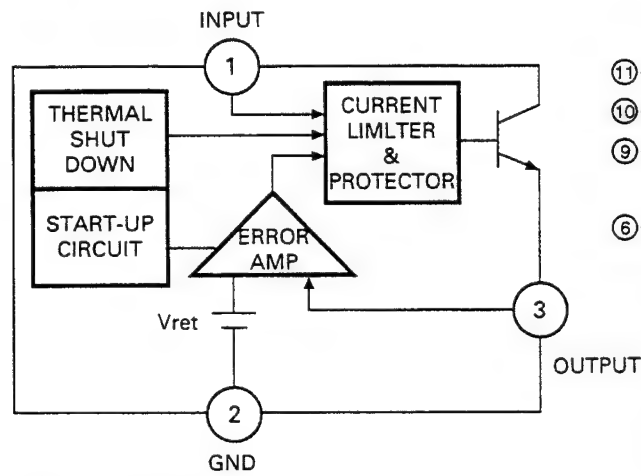 INPUT
1
THERMAL
SHUT
DOWN
CURRENT
LIMLTER
&
PROTECTOR
START-UP
CIRCUIT
ERROR
AMP
Vret
3
OUTPUT
2
GND
11
10
9
6